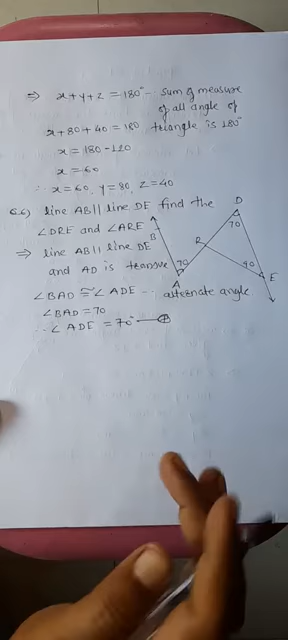 ⇒ x+y+z = 180° -- sum of measure
of all angle of
x+80+40 = 180 triangle is 180°
x = 180-120
x = 60
∴ x=60, y=80, z=40
Q.6) line AB || line DE find the
∠DRE and ∠ARE
⇒ line AB || line DE
and AD is
∠BAD ≅ ∠ADE -- alternate angle
∠BAD = 70
∴ ∠ADE = 70° —
B
D
70
R
40
E
70
A